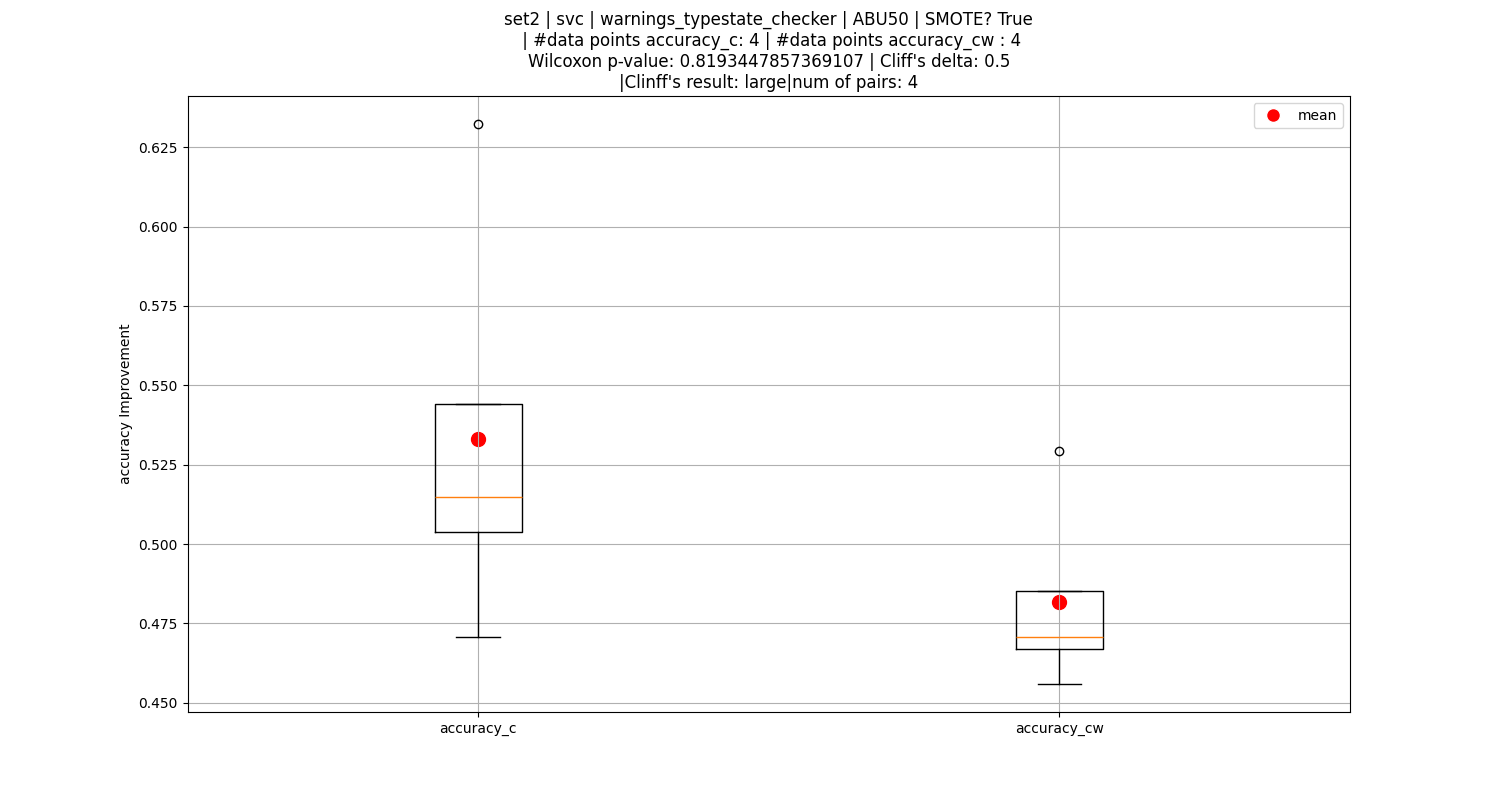 set2 | svc | warnings_typestate_checker | ABU50 | SMOTE? True
| #data points accuracy_c: 4 | #data points accuracy_cw : 4
Wilcoxon p-value: 0.8193447857369107 | Cliff's delta: 0.5
|Clinff's result: large|num of pairs: 4
mean
0.625
0.600
0.575
0.550
0.525
0.500
0.475
0.450
accuracy Improvement
accuracy_c
accuracy_cw